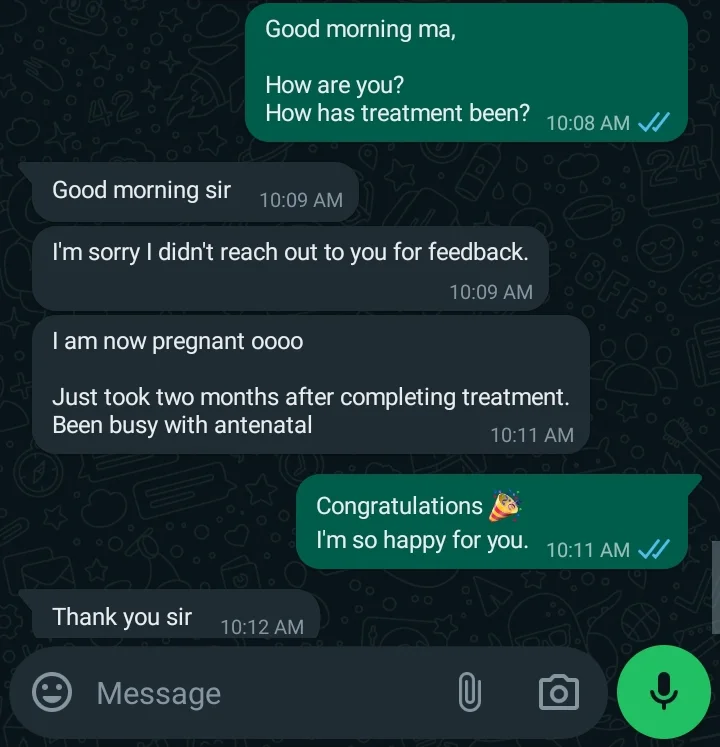 Good morning ma,
How are you?
How has treatment been? 10:08 AM
Good morning sir 10:09 AM
I'm sorry I didn't reach out to you for feedback.
10:09 AM
I am now pregnant oooo
Just took two months after completing treatment.
Been busy with antenatal 10:11 AM
Congratulations 🎉
I'm so happy for you. 10:11 AM
Thank you sir 10:12 AM
Message